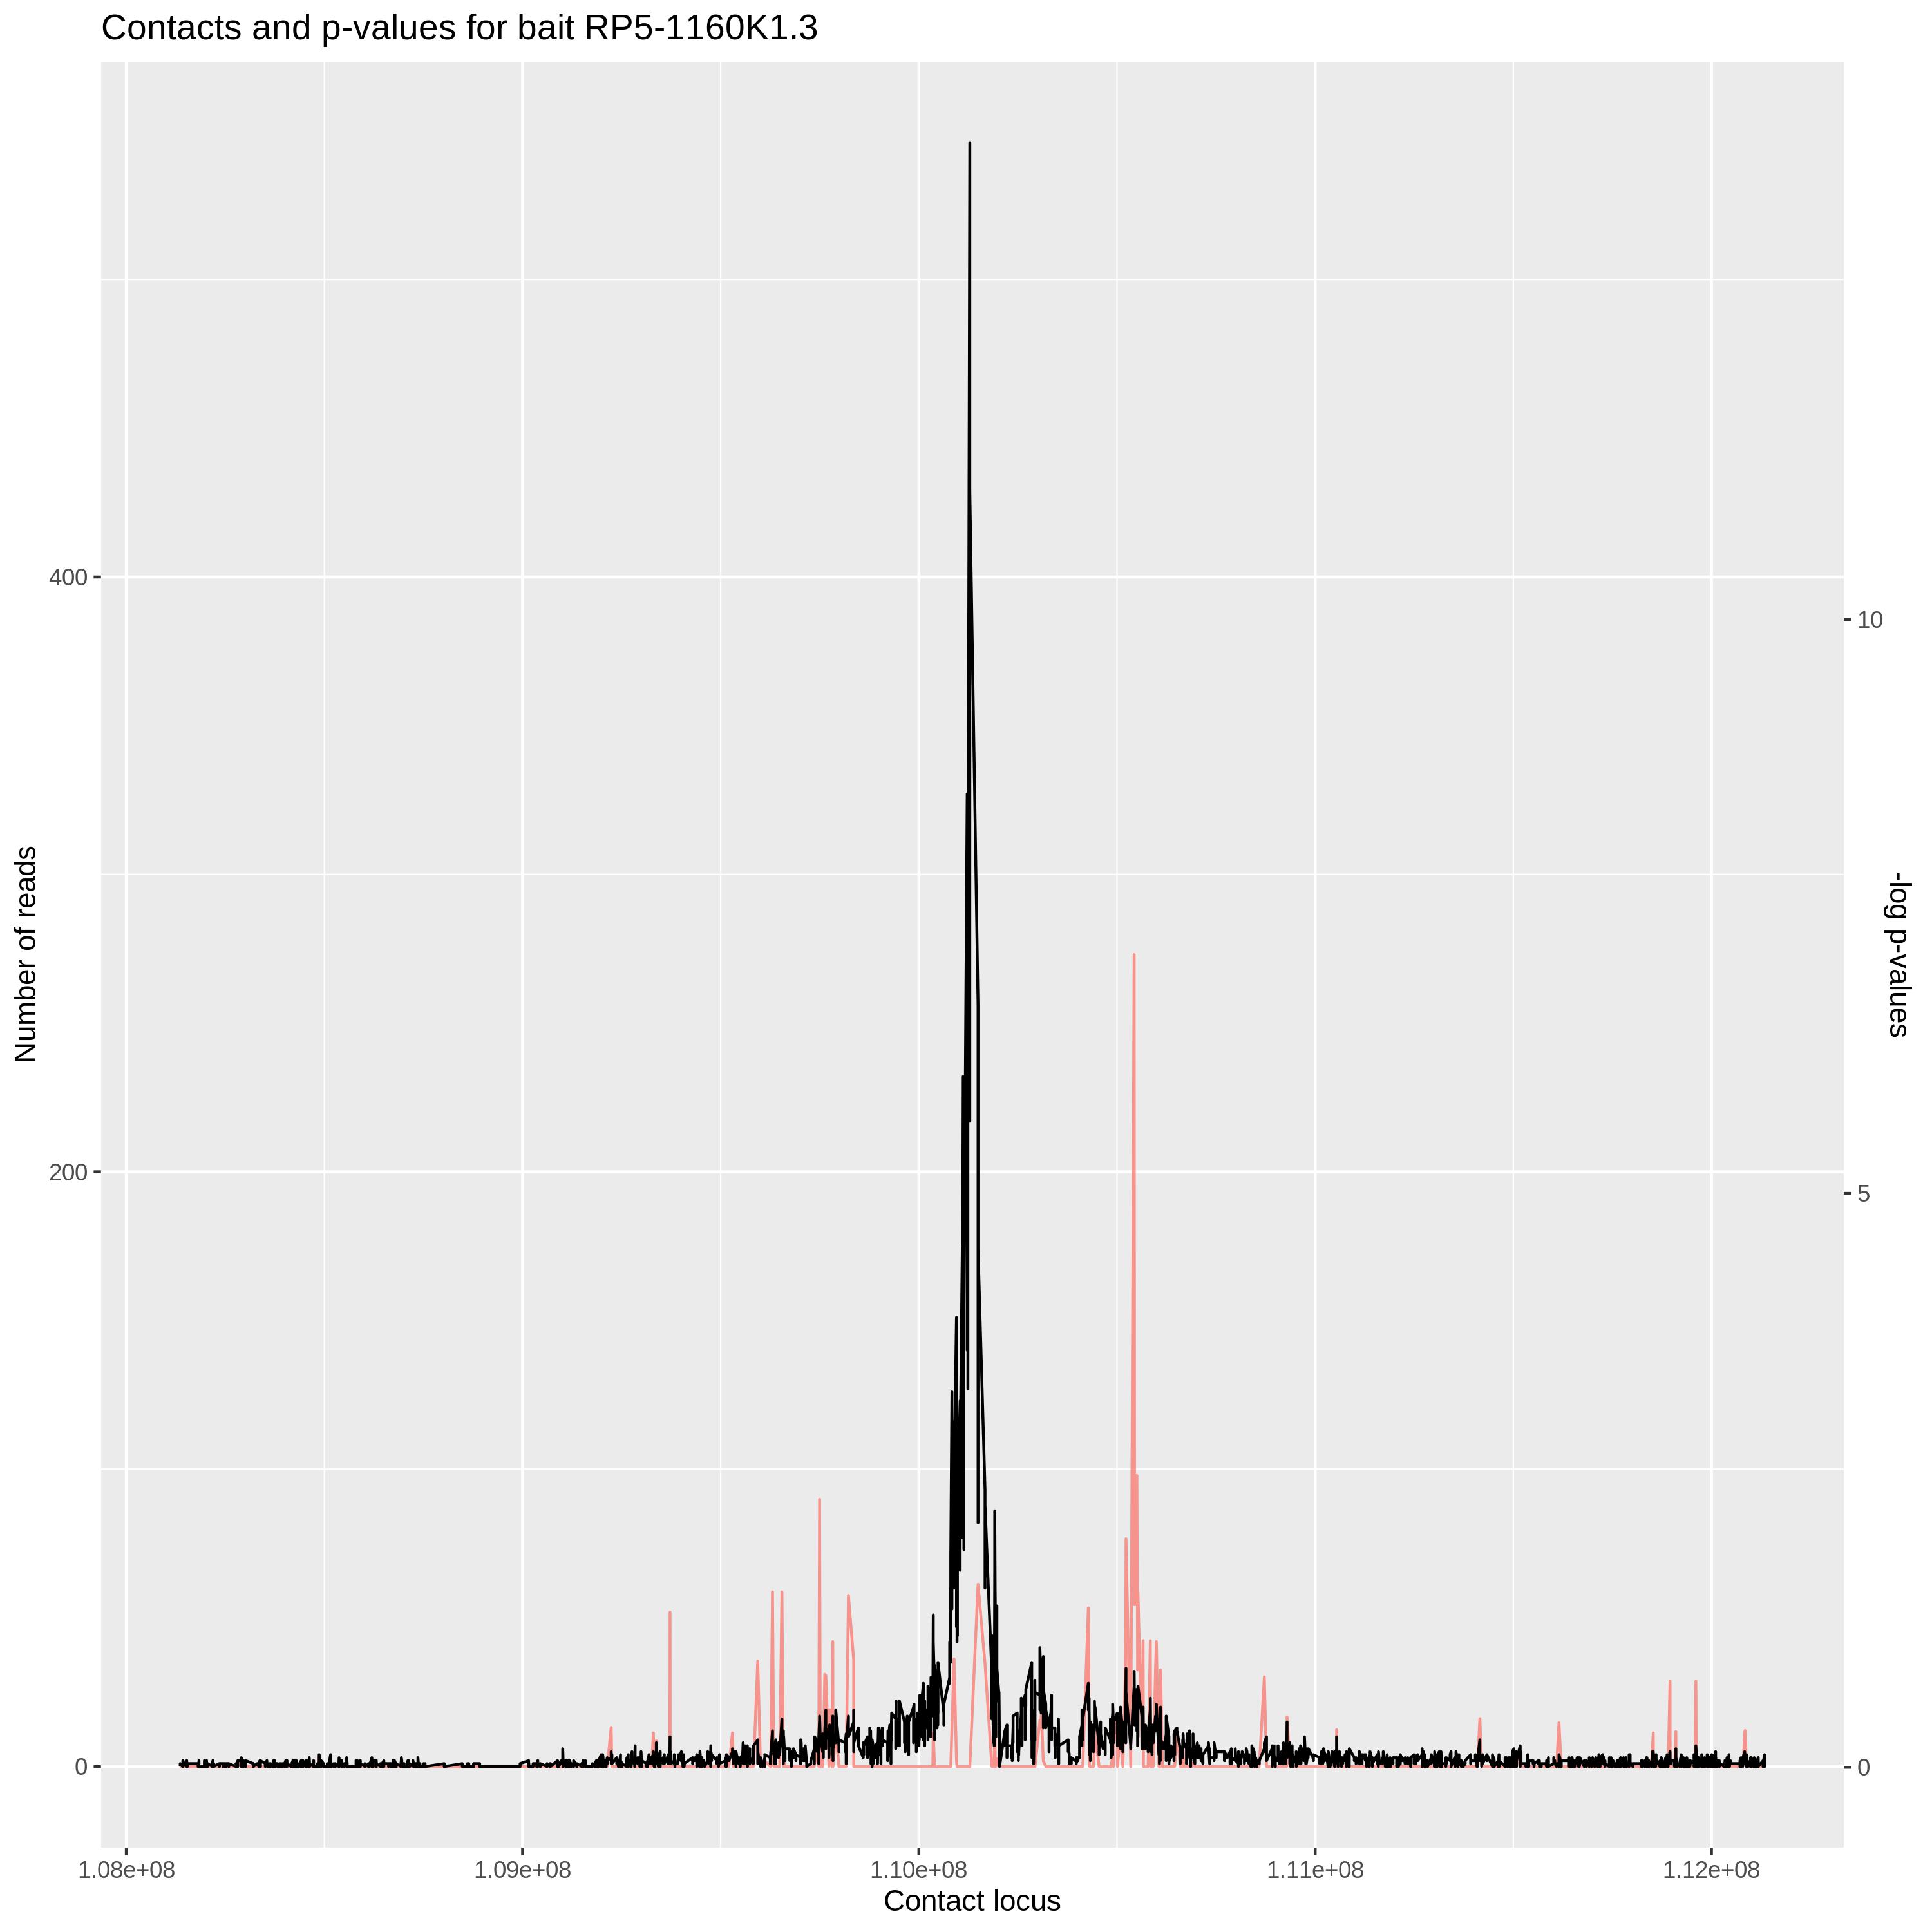 Contacts and p-values for bait RP5-1160K1.3
Number of reads
400
200
0
10
5
0
-log p-values
1.08e+08
1.09e+08
1.10e+08
1.11e+08
1.12e+08
Contact locus